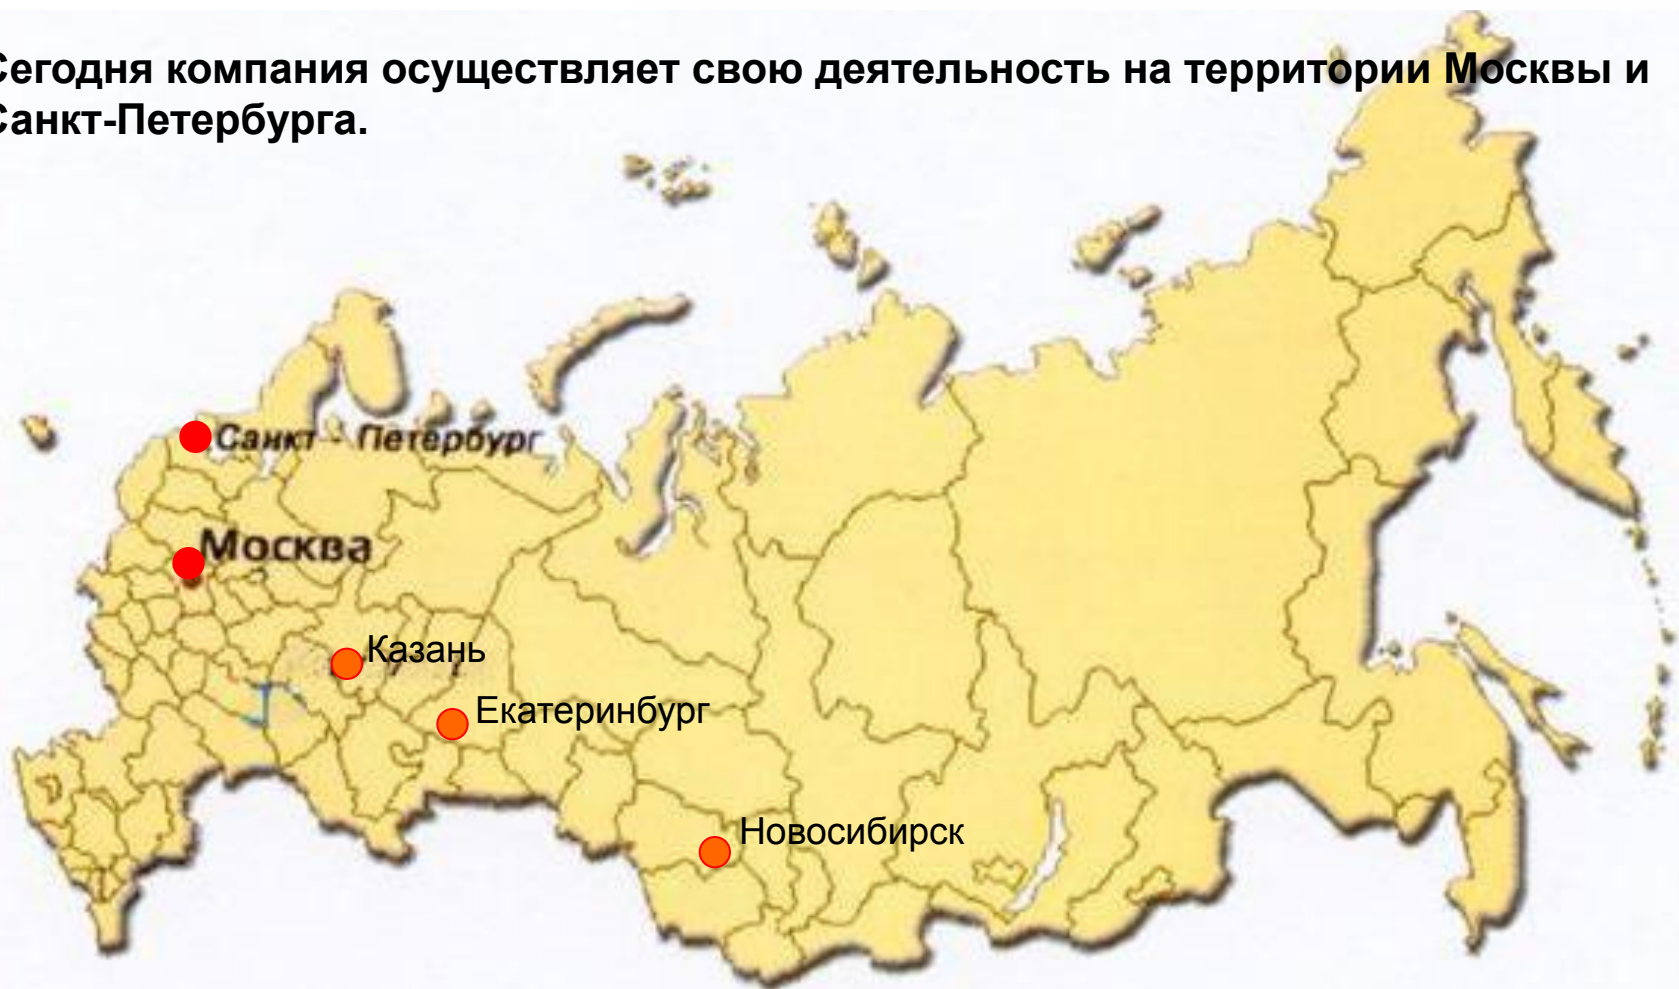 Сегодня компания осуществляет свою деятельность на территории Москвы и
Санкт-Петербурга.
Санкт - Петербург
Москва
Казань
Екатеринбург
Новосибирск